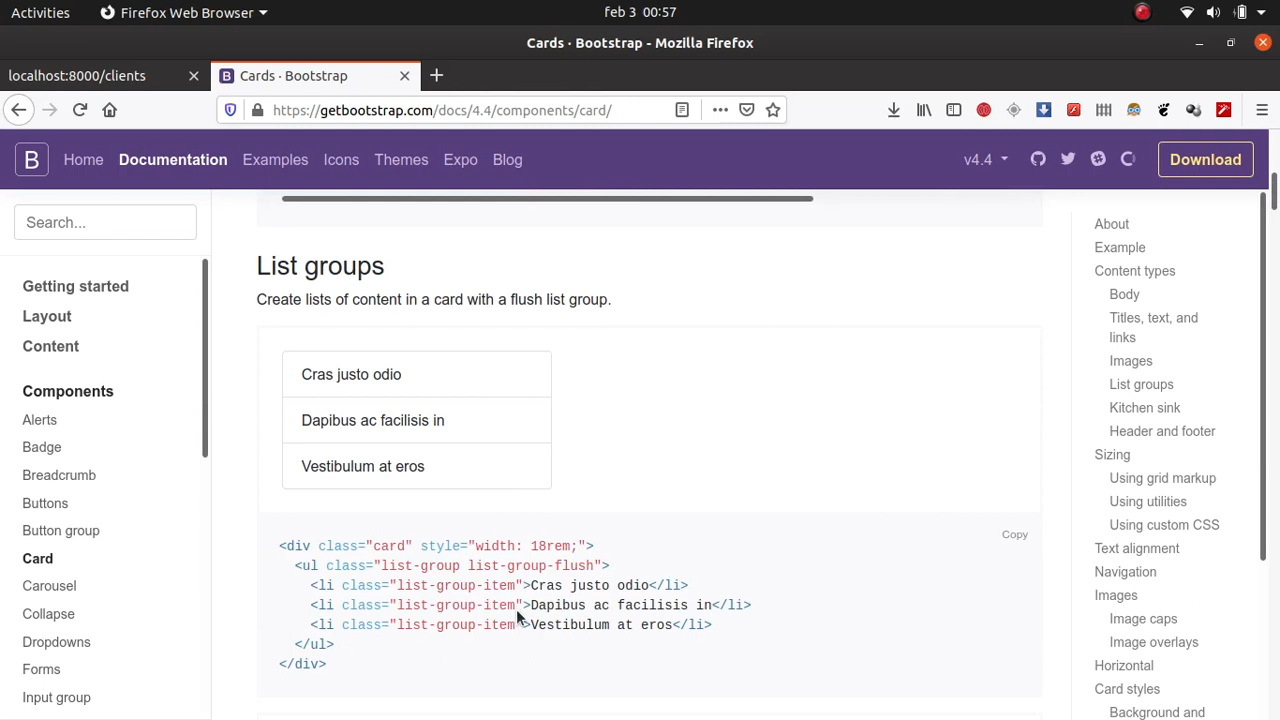 Activities Firefox Web Browser feb 3 00:57
Cards · Bootstrap - Mozilla Firefox
localhost:8000/clients Cards · Bootstrap
https://getbootstrap.com/docs/4.4/components/card/
B Home Documentation Examples Icons Themes Expo Blog v4.4 Download
Search...
Getting started
Layout
Content
Components
Alerts
Badge
Breadcrumb
Buttons
Button group
Card
Carousel
Collapse
Dropdowns
Forms
Input group
List groups
Create lists of content in a card with a flush list group.
Cras justo odio
Dapibus ac facilisis in
Vestibulum at eros
Copy
<div class="card" style="width: 18rem;">
<ul class="list-group list-group-flush">
<li class="list-group-item">Cras justo odio</li>
<li class="list-group-item">Dapibus ac facilisis in</li>
<li class="list-group-item">Vestibulum at eros</li>
</ul>
</div>
About
Example
Content types
Body
Titles, text, and
links
Images
List groups
Kitchen sink
Header and footer
Sizing
Using grid markup
Using utilities
Using custom CSS
Text alignment
Navigation
Images
Image caps
Image overlays
Horizontal
Card styles
Background and